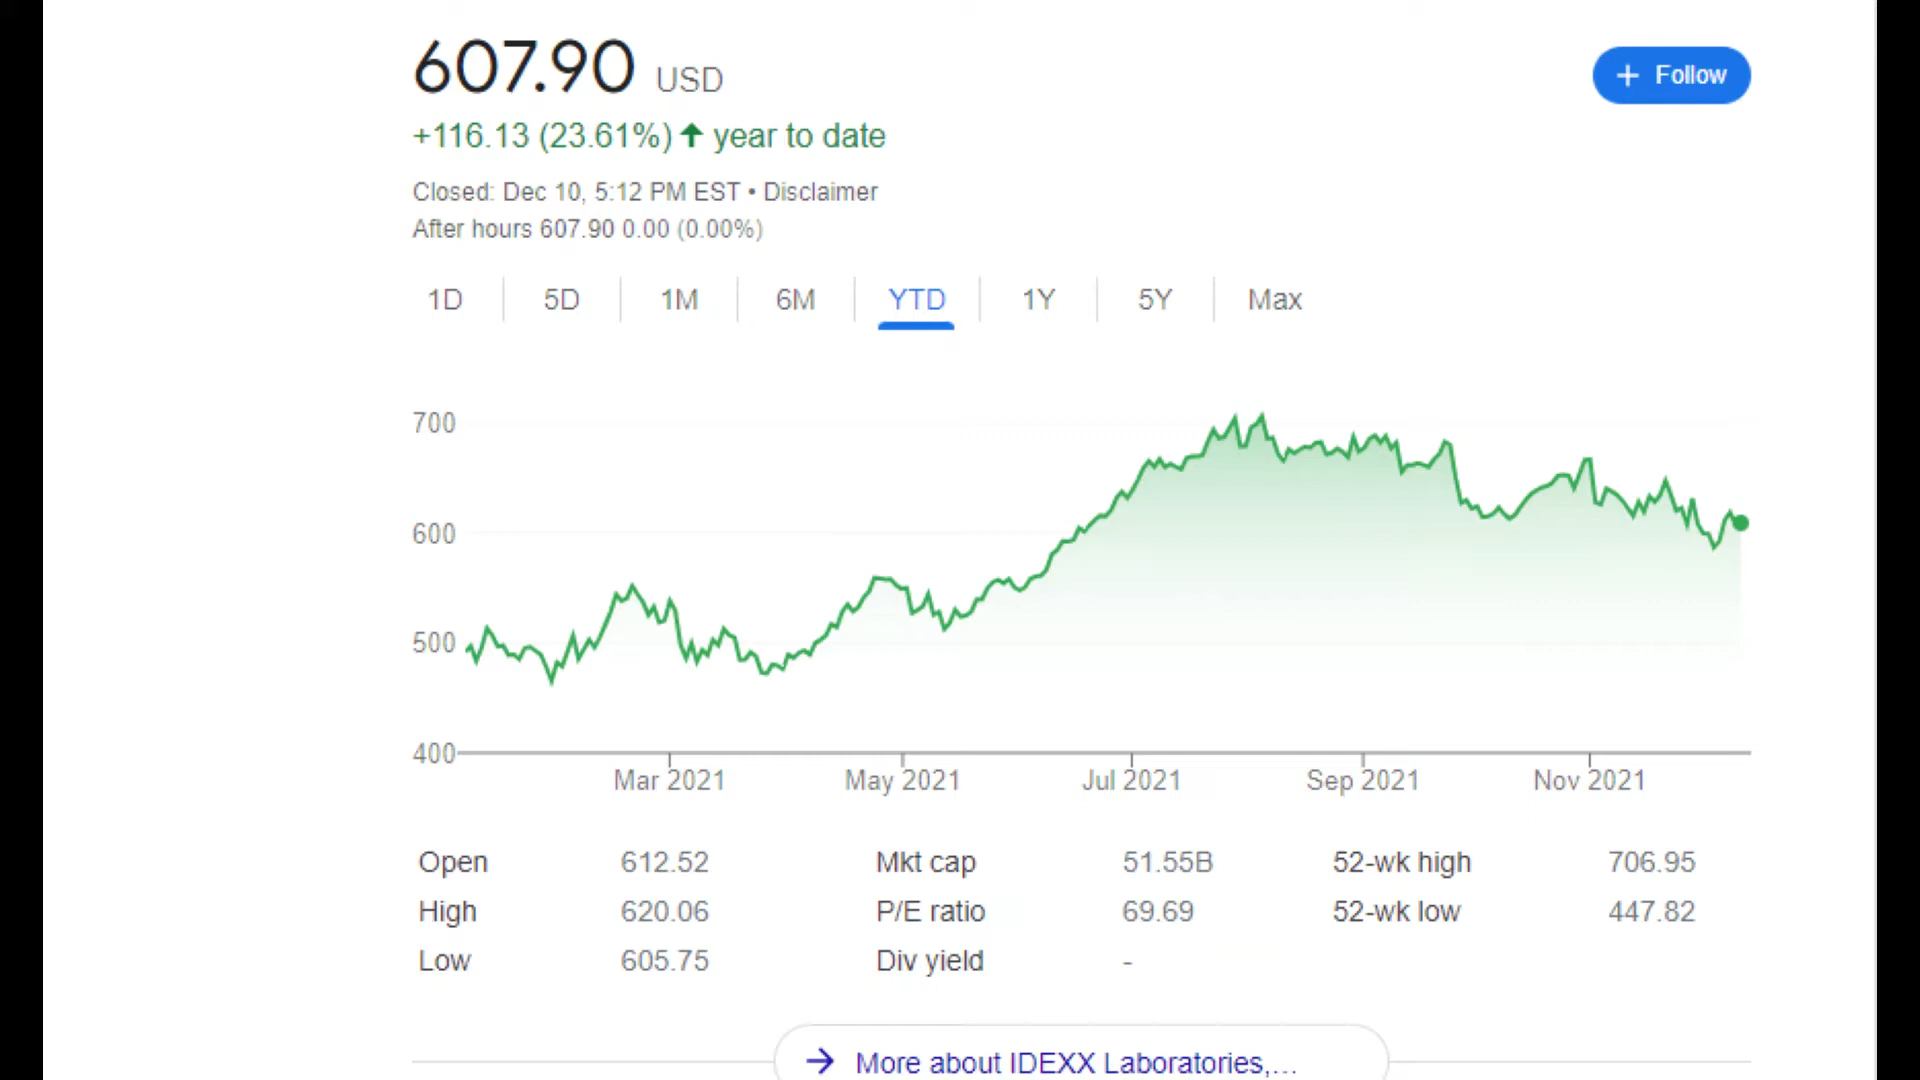 607.90 USD
+ Follow
+116.13 (23.61%) ↑ year to date
Closed: Dec 10, 5:12 PM EST • Disclaimer
After hours 607.90 0.00 (0.00%)
1D 5D 1M 6M YTD 1Y 5Y Max
700
600
500
400
Mar 2021 May 2021 Jul 2021 Sep 2021 Nov 2021
Open 612.52 Mkt cap 51.55B 52-wk high 706.95
High 620.06 P/E ratio 69.69 52-wk low 447.82
Low 605.75 Div yield -
→ More about IDEXX Laboratories,...